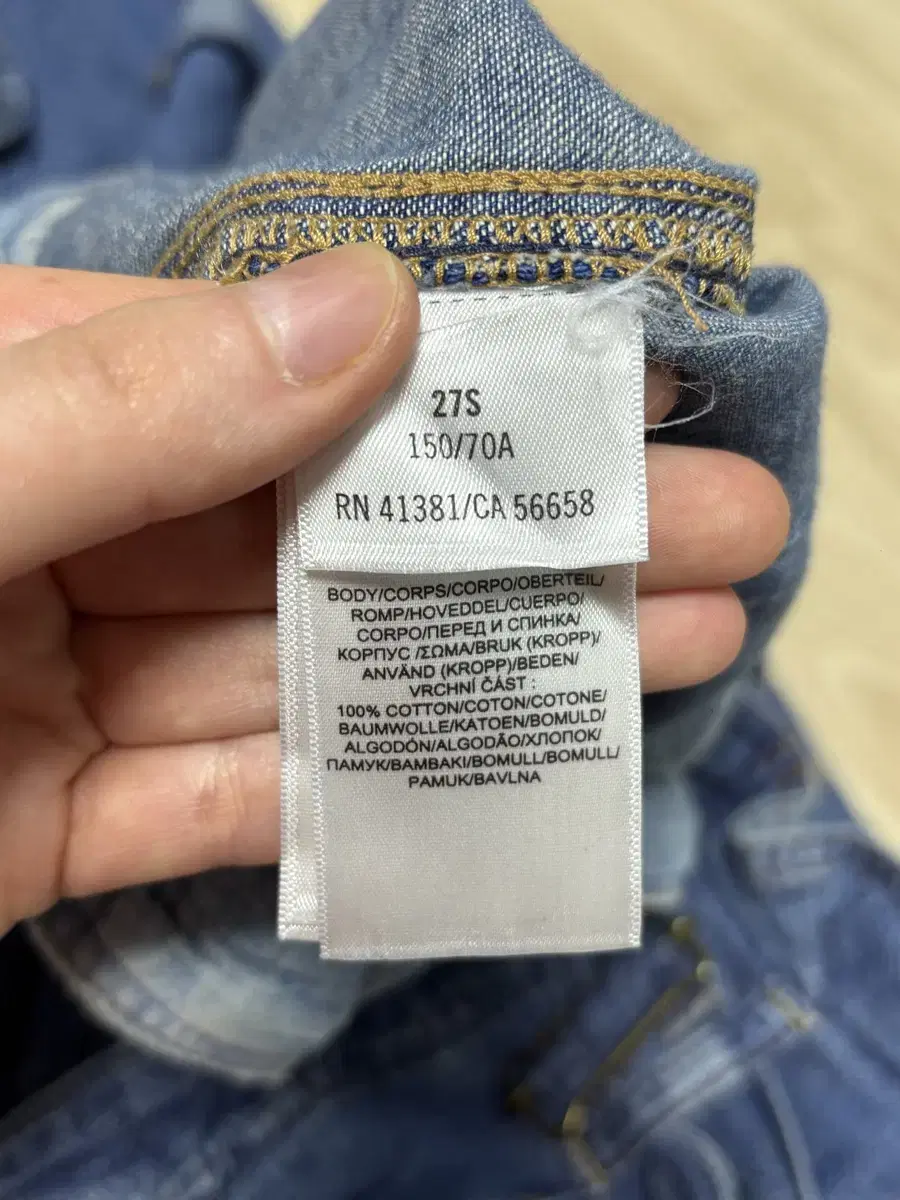 27S
150/70A
RN 41381/CA 56658
BODY/CORPS/CORPO/OBERTEIL/
ROMP/HOVEDDEL/CUERPO/
CORPO/ПЕРЕД И СПИНКА/
КОРПУС /ΣΩΜΑ/BRUK (KROPP)/
ANVÄND (KROPP)/BEDEN/
VRCHNÍ ČÁST :
100% COTTON/COTON/COTONE/
BAUMWOLLE/KATOEN/BOMULD/
ALGODÓN/ALGODÃO/ХЛОПОК/
ПАМУК/BAMBAKI/BOMULL/BOMULL/
PAMUK/BAVLNA